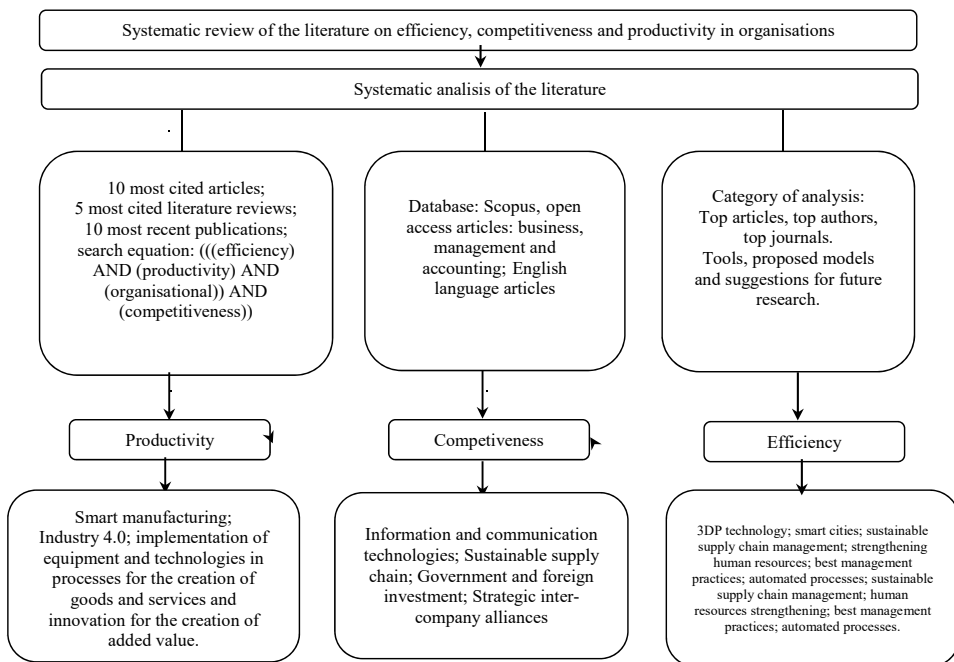 Systematic review of the literature on efficiency, competitiveness and productivity in organisations
Systematic analisis of the literature
10 most cited articles;
5 most cited literature reviews;
10 most recent publications;
search equation: (((efficiency)
AND (productivity) AND
(organisational)) AND
(competitiveness))
Database: Scopus, open
access articles: business,
management and
accounting; English
language articles
Category of analysis:
Top articles, top authors,
top journals.
Tools, proposed models
and suggestions for future
research.
Productivity
Competiveness
Efficiency
Smart manufacturing;
Industry 4.0; implementation of
equipment and technologies in
processes for the creation of
goods and services and
innovation for the creation of
added value.
Information and communication
technologies; Sustainable supply
chain; Government and foreign
investment; Strategic inter-
company alliances
3DP technology; smart cities; sustainable
supply chain management; strengthening
human resources; best management
practices; automated processes; sustainable
supply chain management; human
resources strengthening; best management
practices; automated processes.